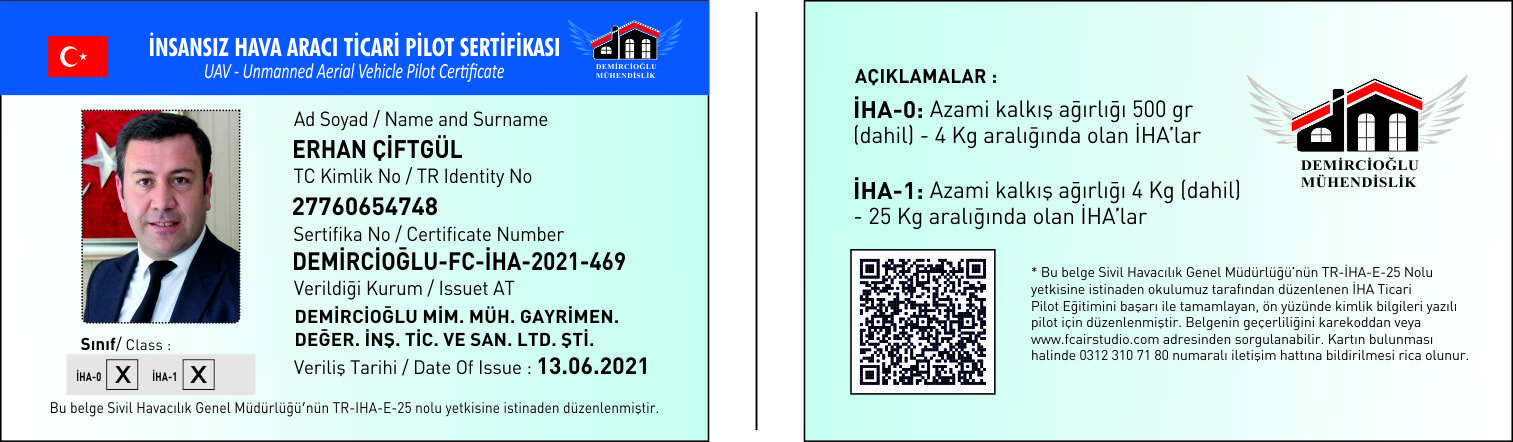 İNSANSIZ HAVA ARACI TİCARİ PİLOT SERTİFİKASI
UAV - Unmanned Aerial Vehicle Pilot Certificate
DEMİRCİOĞLU
MÜHENDİSLİK
Ad Soyad / Name and Surname
ERHAN ÇİFTGÜL
TC Kimlik No / TR Identity No
27760654748
Sertifika No / Certificate Number
DEMİRCİOĞLU-FC-İHA-2021-469
Verildiği Kurum / Issuet AT
DEMİRCİOĞLU MİM. MÜH. GAYRİMEN.
DEĞER. İNŞ. TİC. VE SAN. LTD. ŞTİ.
Veriliş Tarihi / Date Of Issue : 13.06.2021
Sınıf/ Class :
İHA-0 X İHA-1 X
Bu belge Sivil Havacılık Genel Müdürlüğü'nün TR-IHA-E-25 nolu yetkisine istinaden düzenlenmiştir.
AÇIKLAMALAR :
İHA-0: Azami kalkış ağırlığı 500 gr
(dahil) - 4 Kg aralığında olan İHA'lar
İHA-1: Azami kalkış ağırlığı 4 Kg (dahil)
- 25 Kg aralığında olan İHA'lar
DEMİRCİOĞLU
MÜHENDİSLİK
* Bu belge Sivil Havacılık Genel Müdürlüğü'nün TR-İHA-E-25 Nolu
yetkisine istinaden okulumuz tarafından düzenlenen İHA Ticari
Pilot Eğitimini başarı ile tamamlayan, ön yüzünde kimlik bilgileri yazılı
pilot için düzenlenmiştir. Belgenin geçerliliğini karekoddan veya
www.fcairstudio.com adresinden sorgulanabilir. Kartın bulunması
halinde 0312 310 71 80 numaralı iletişim hattına bildirilmesi rica olunur.